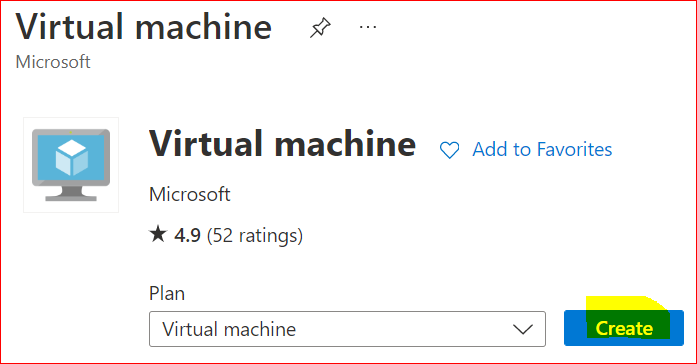 Virtual machine
Microsoft
Virtual machine
Add to Favorites
Microsoft
★ 4.9 (52 ratings)
Plan
Virtual machine
Create